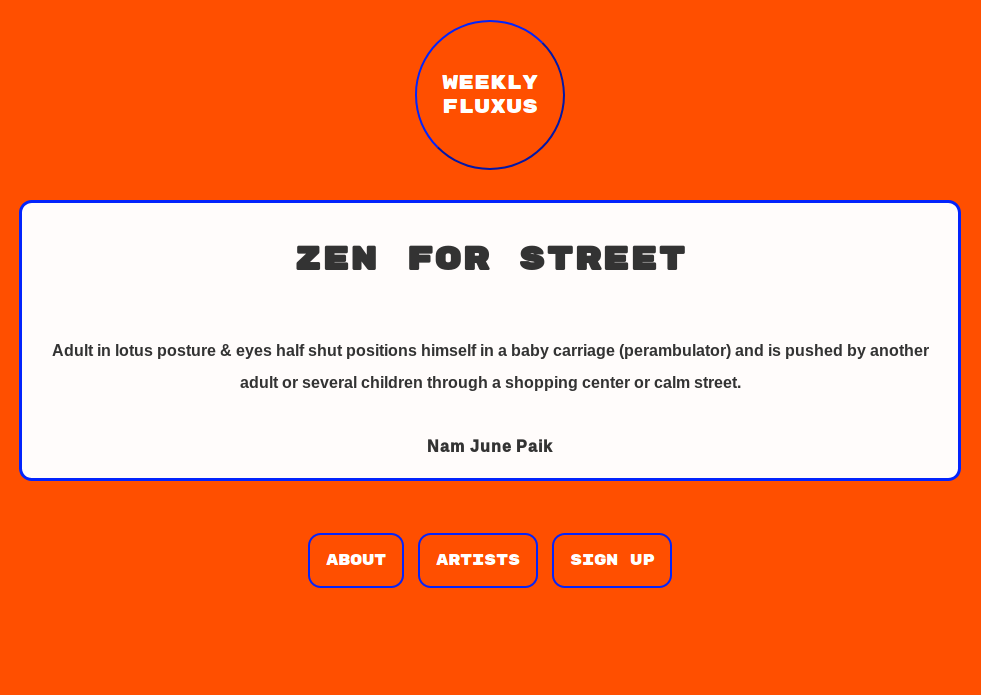 WEEKLY
FLUXUS
ZEN FOR STREET
Adult in lotus posture & eyes half shut positions himself in a baby carriage (perambulator) and is pushed by another
adult or several children through a shopping center or calm street.
Nam June Paik
ABOUT
ARTISTS
SIGN UP